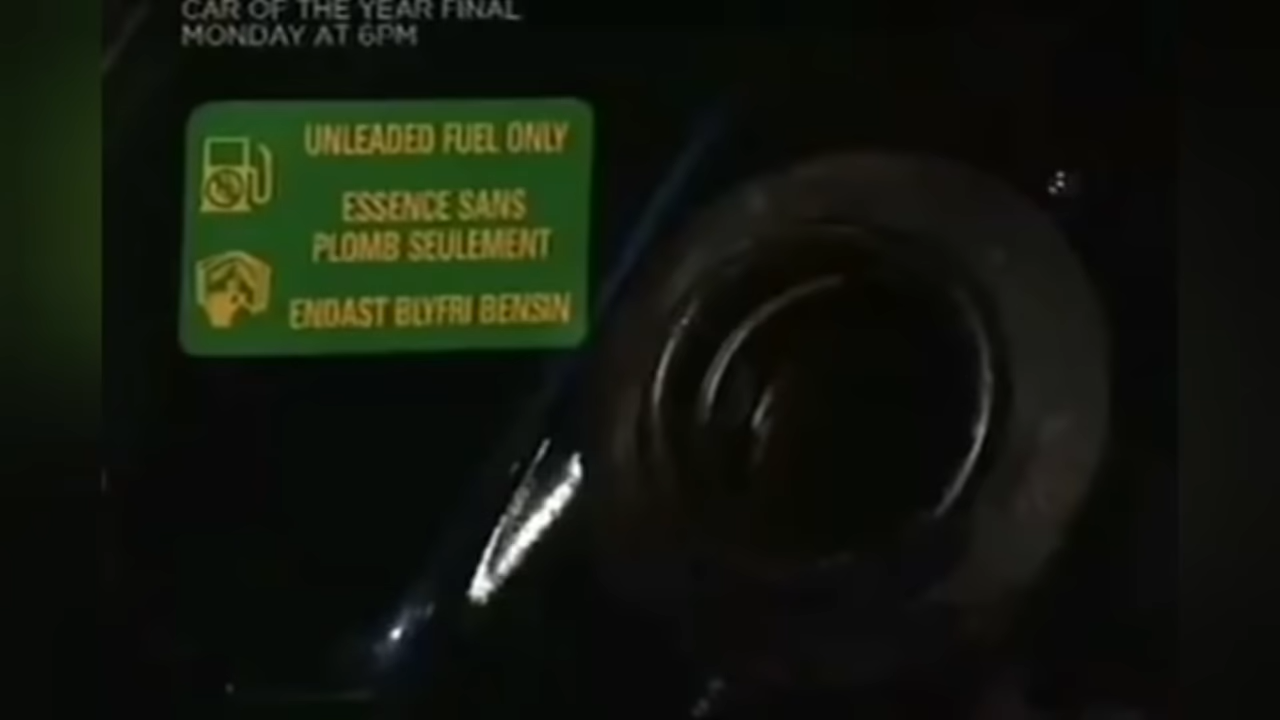 CAR OF THE YEAR FINAL
MONDAY AT 6PM
UNLEADED FUEL ONLY
ESSENCE SANS
PLOMB SEULEMENT
ENDAST BLYFRI BENSIN